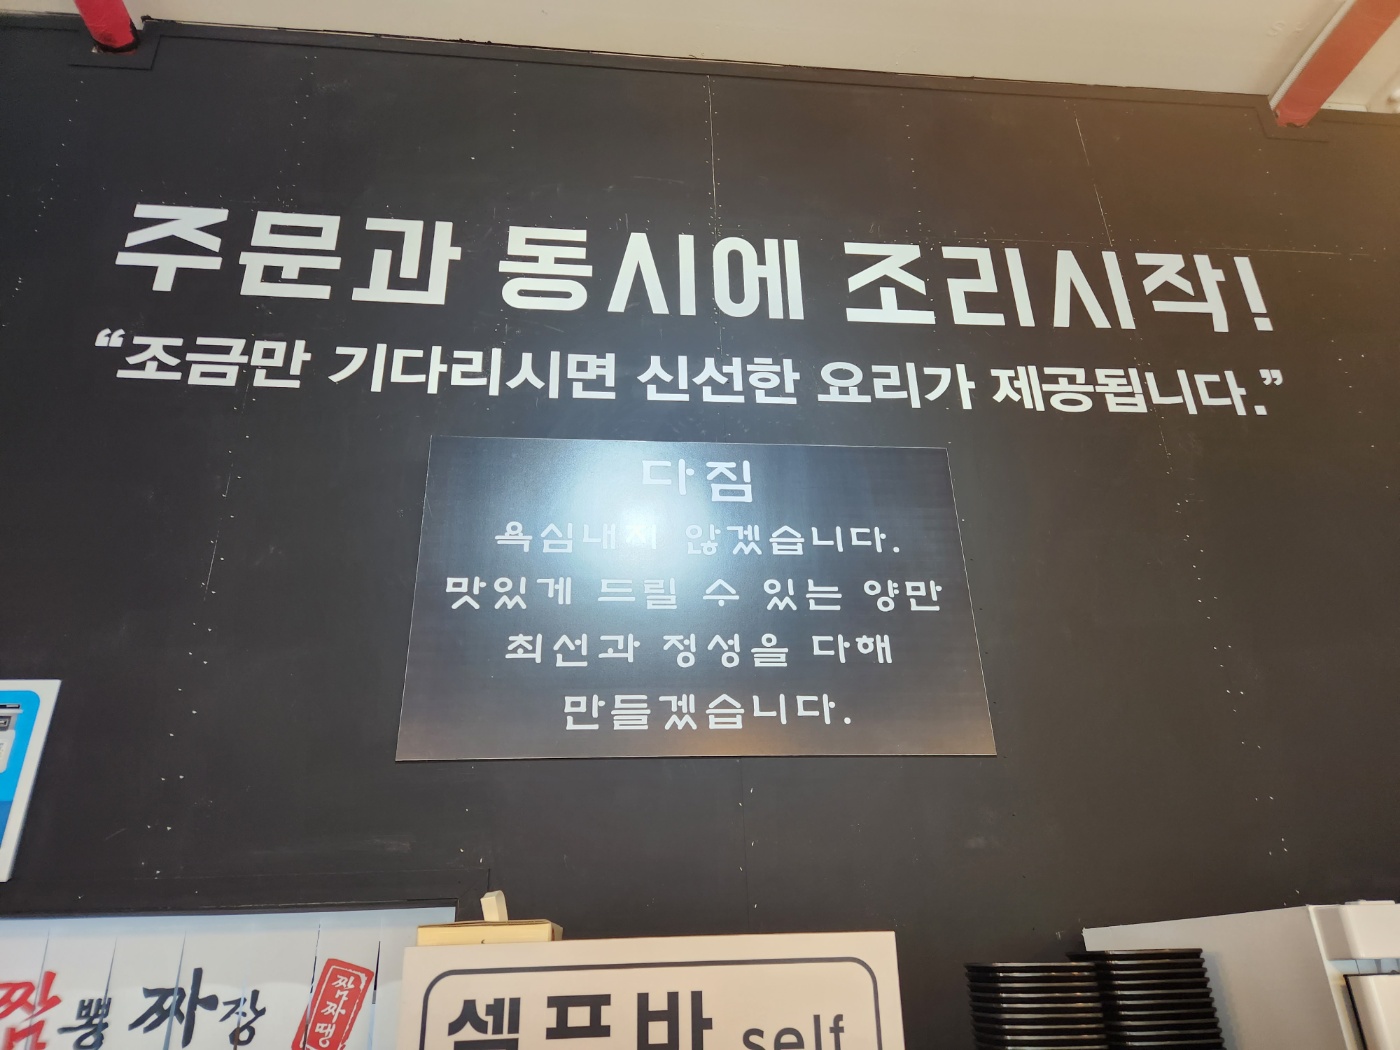 주문과 동시에 조리시작!
“조금만 기다리시면 신선한 요리가 제공됩니다.”
다짐
욕심내지 않겠습니다.
맛있게 드릴 수 있는 양만
최선과 정성을 다해
만들겠습니다.
짬뽕 짜장
짬짜땡
셀프바 self